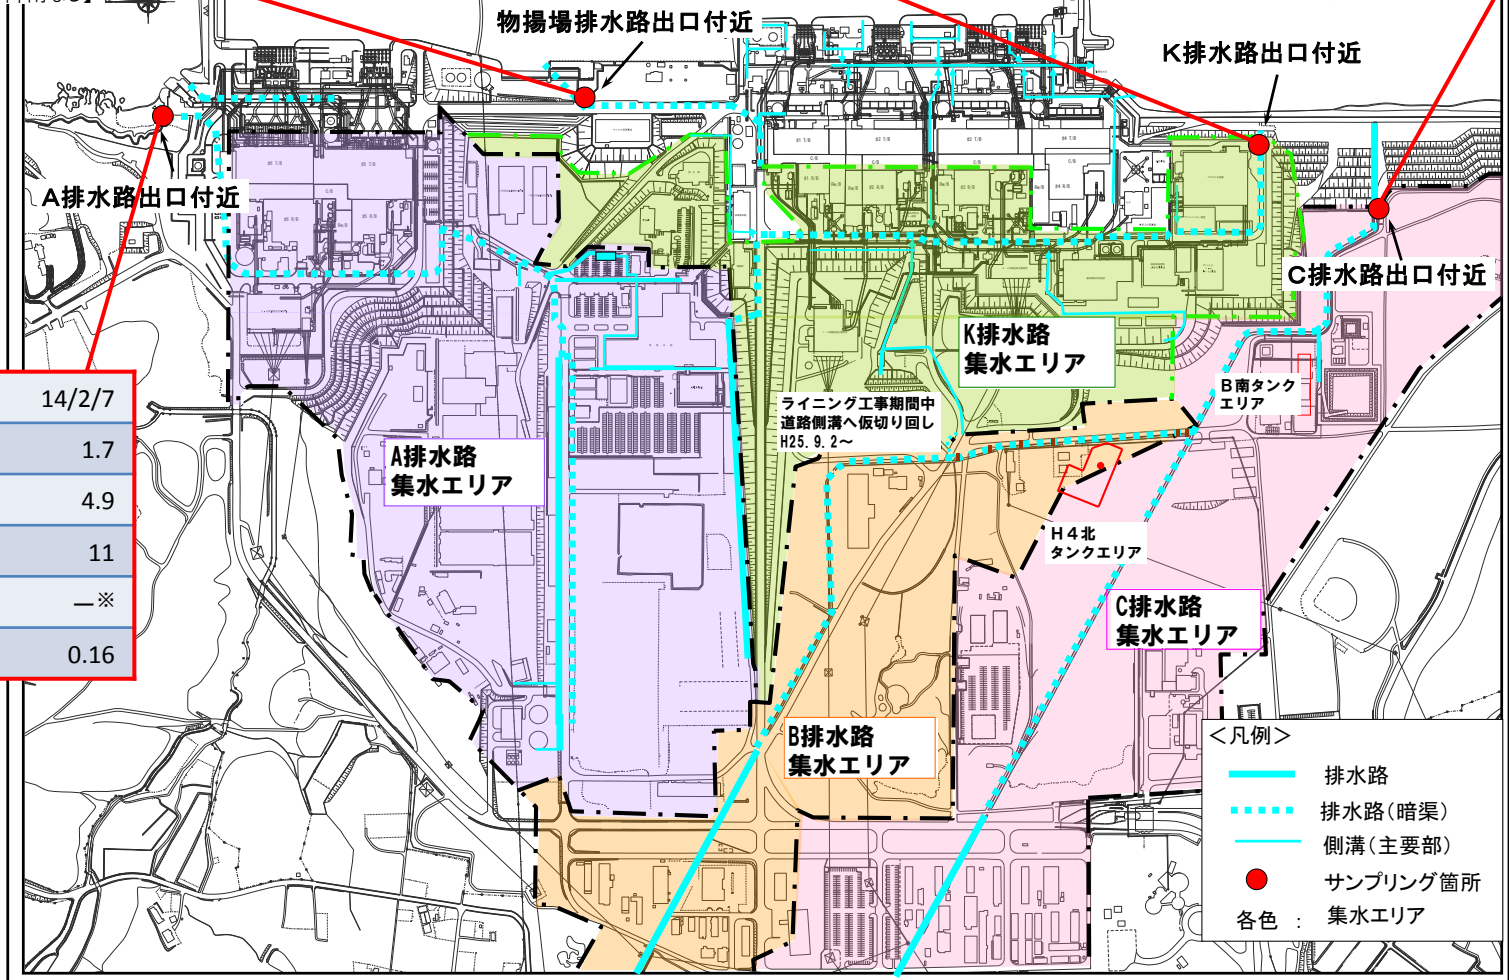 物揚場排水路出口付近
K排水路出口付近
A排水路出口付近
C排水路出口付近
K排水路
集水エリア
B南タンク
エリア
ライニング工事期間中
道路側溝へ仮切り回し
H25.9.2～
14/2/7
1.7
4.9
11
―※
0.16
A排水路
集水エリア
H4北
タンクエリア
C排水路
集水エリア
B排水路
集水エリア
＜凡例＞
排水路
排水路（暗渠）
側溝（主要部）
サンプリング箇所
各色 ： 集水エリア